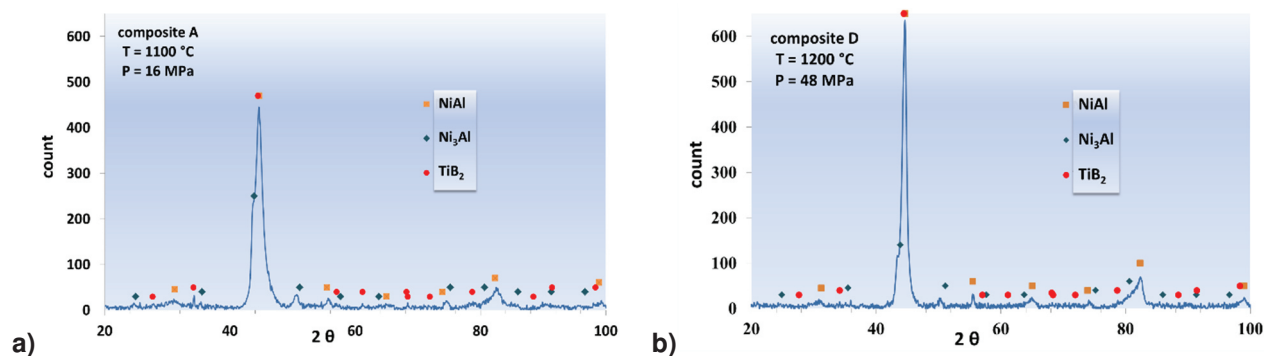 composite A
T = 1100 °C
P = 16 MPa
600
500
400
300
200
100
0
count
NiAl
Ni₃Al
TiB₂
20
40
60
80
100
2 θ
a)
composite D
T = 1200 °C
P = 48 MPa
600
500
400
300
200
100
0
count
NiAl
Ni₃Al
TiB₂
20
40
60
80
100
2 θ
b)